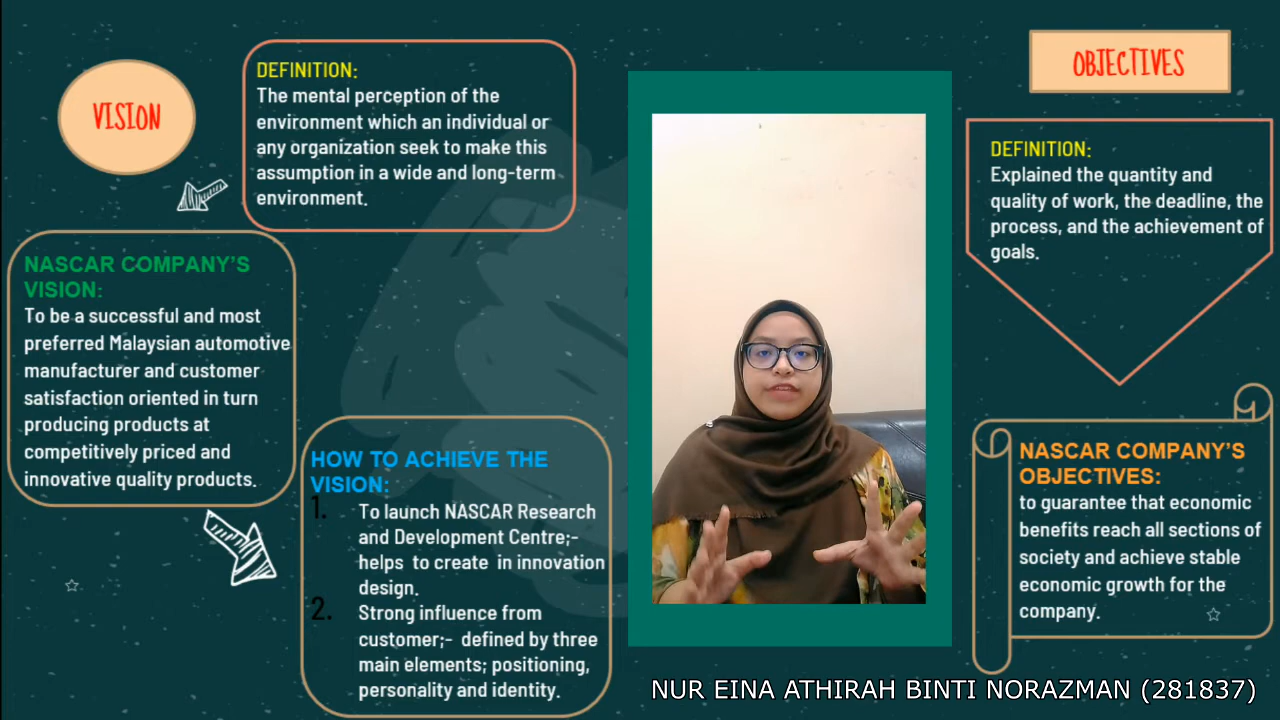 VISION
DEFINITION:
The mental perception of the
environment which an individual or
any organization seek to make this
assumption in a wide and long-term
environment.
NASCAR COMPANY'S
VISION:
To be a successful and most
preferred Malaysian automotive
manufacturer and customer
satisfaction oriented in turn
producing products at
competitively priced and
innovative quality products.
HOW TO ACHIEVE THE
VISION:
1. To launch NASCAR Research
and Development Centre;-
helps to create in innovation
design.
2. Strong influence from
customer;- defined by three
main elements; positioning,
personality and identity.
OBJECTIVES
DEFINITION:
Explained the quantity and
quality of work, the deadline, the
process, and the achievement of
goals.
NASCAR COMPANY'S
OBJECTIVES:
to guarantee that economic
benefits reach all sections of
society and achieve stable
economic growth for the
company.
NUR EINA ATHIRAH BINTI NORAZMAN (281837)